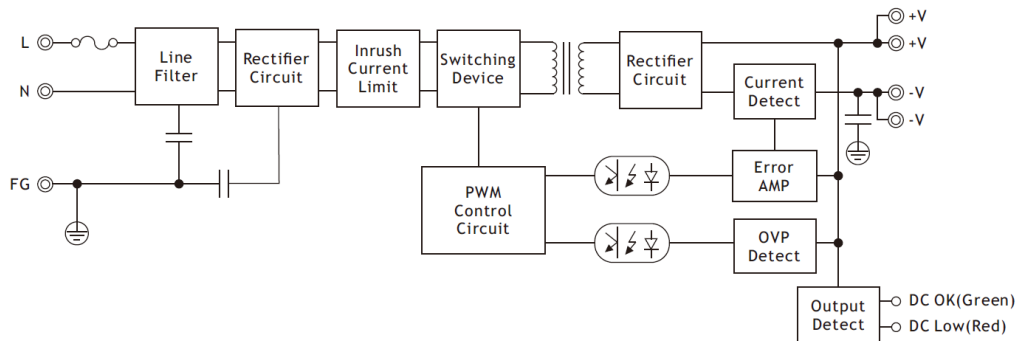 L
N
FG
Line
Filter
Rectifier
Circuit
Inrush
Current
Limit
Switching
Device
Rectifier
Circuit
Current
Detect
+V
+V
-V
-V
PWM
Control
Circuit
Error
AMP
OVP
Detect
Output
Detect
DC OK(Green)
DC Low(Red)